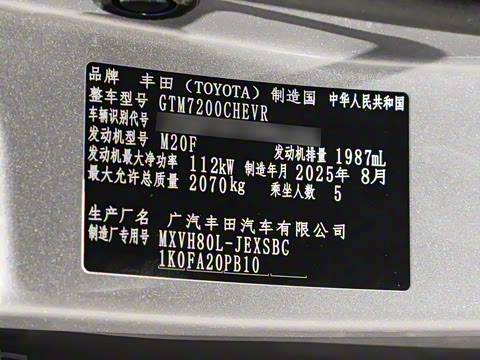 品牌 丰田 (TOYOTA) 制造国 中华人民共和国
整车型号 GTM7200CHEVR
车辆识别代号
发动机型号 M20F 发动机排量 1987mL
发动机最大净功率 112kW 制造年月 2025年 8月
最大允许总质量 2070kg 乘坐人数 5
生产厂名 广汽丰田汽车有限公司
制造厂专用号 MXVH80L-JEXSBC
1K0FA20PB10